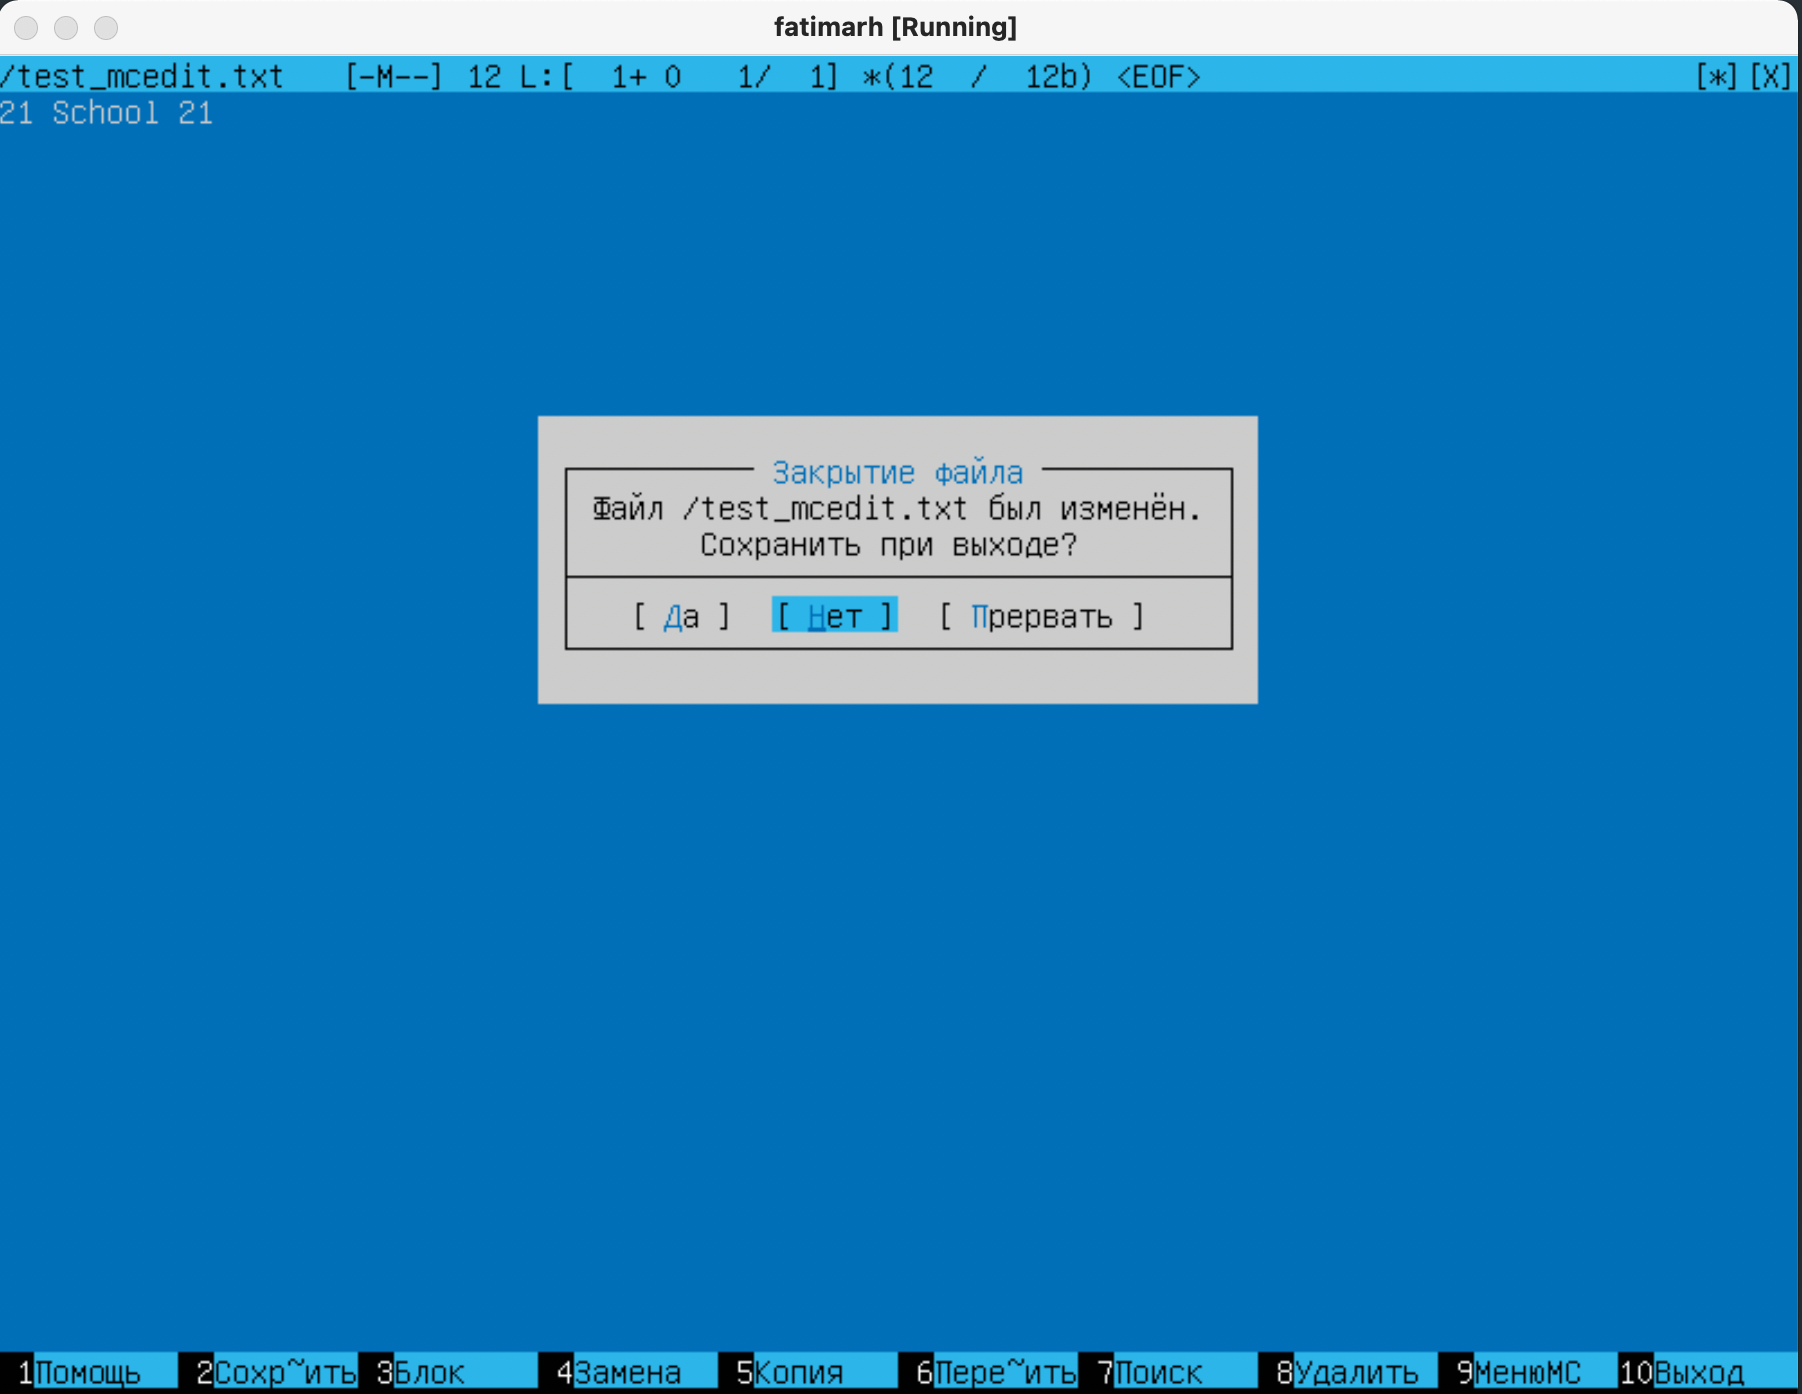 fatimarh [Running]
/test_mcedit.txt [-M--] 12 L:[ 1+ 0 1/ 1] *(12 / 12b) <EOF> [*][X]
21 School 21
Закрытие файла
Файл /test_mcedit.txt был изменён.
Сохранить при выходе?
[ Да ] [ Нет ] [ Прервать ]
1Помощь 2Сохр~ить 3Блок 4Замена 5Копия 6Пере~ить 7Поиск 8Удалить 9МенюMC 10Выход